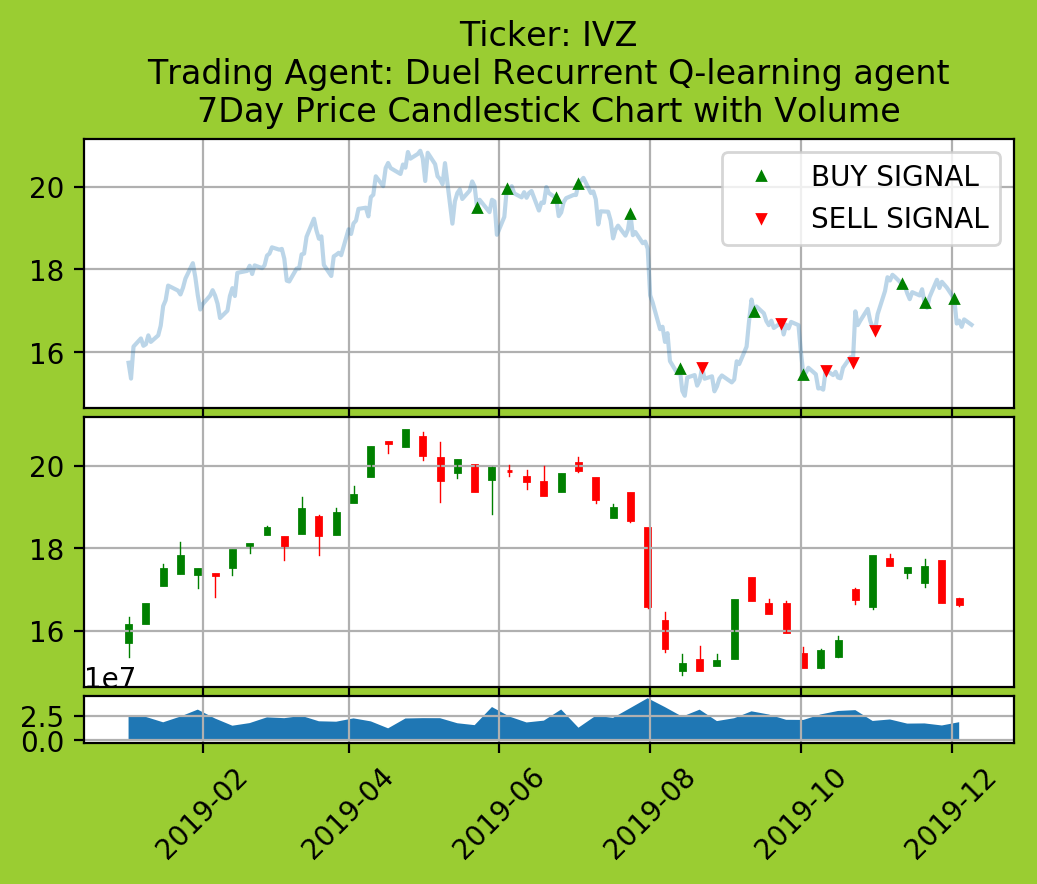 Ticker: IVZ
Trading Agent: Duel Recurrent Q-learning agent
7Day Price Candlestick Chart with Volume
20
18
16
BUY SIGNAL
SELL SIGNAL
20
18
16
1e7
2.5
0.0
2019-02
2019-04
2019-06
2019-08
2019-10
2019-12